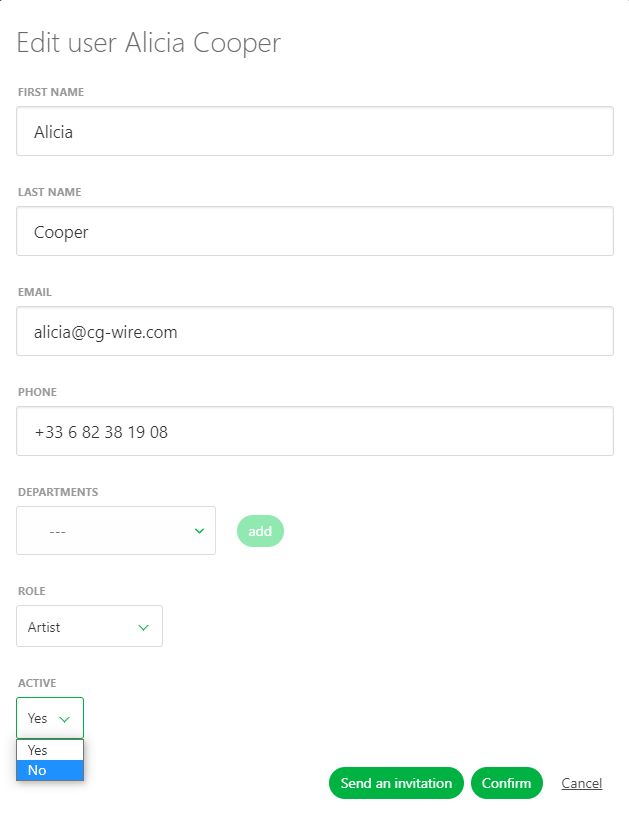 Edit user Alicia Cooper
FIRST NAME
Alicia
LAST NAME
Cooper
EMAIL
alicia@cg-wire.com
PHONE
+33 6 82 38 19 08
DEPARTMENTS
--- add
ROLE
Artist
ACTIVE
Yes
Yes
No
Send an invitation Confirm Cancel